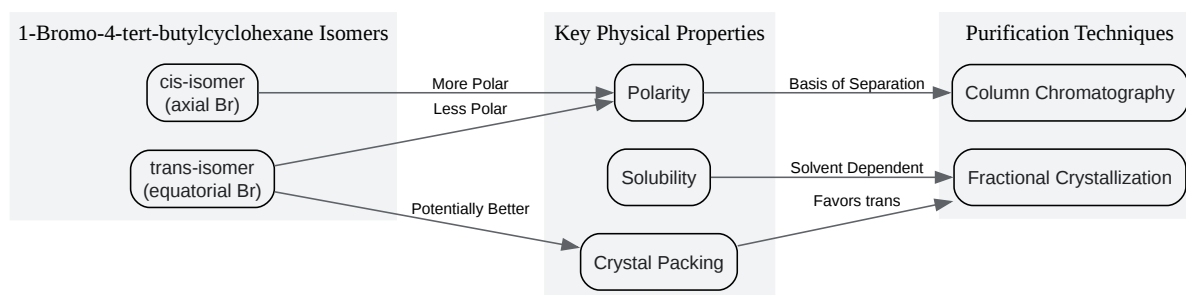 1-Bromo-4-tert-butylcyclohexane Isomers
cis-isomer
(axial Br)
trans-isomer
(equatorial Br)
More Polar
Less Polar
Potentially Better
Key Physical Properties
Polarity
Solubility
Crystal Packing
Basis of Separation
Solvent Dependent
Favors trans
Purification Techniques
Column Chromatography
Fractional Crystallization